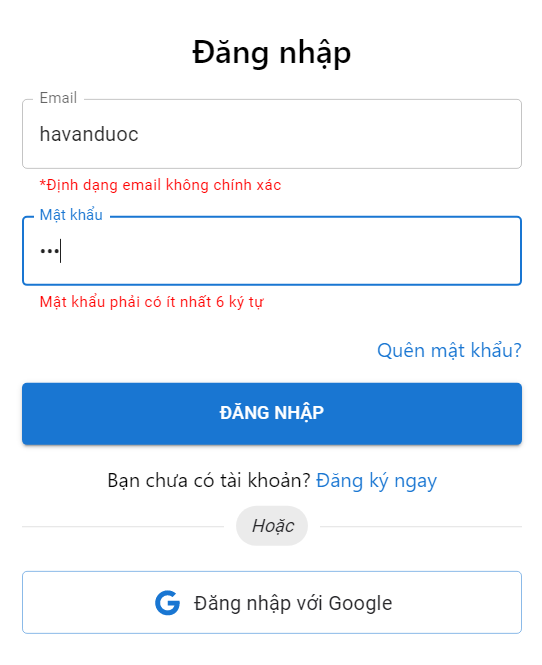 Đăng nhập
Email
havanduoc
*Định dạng email không chính xác
Mật khẩu
•••
Mật khẩu phải có ít nhất 6 ký tự
Quên mật khẩu?
ĐĂNG NHẬP
Bạn chưa có tài khoản? Đăng ký ngay
Hoặc
Đăng nhập với Google